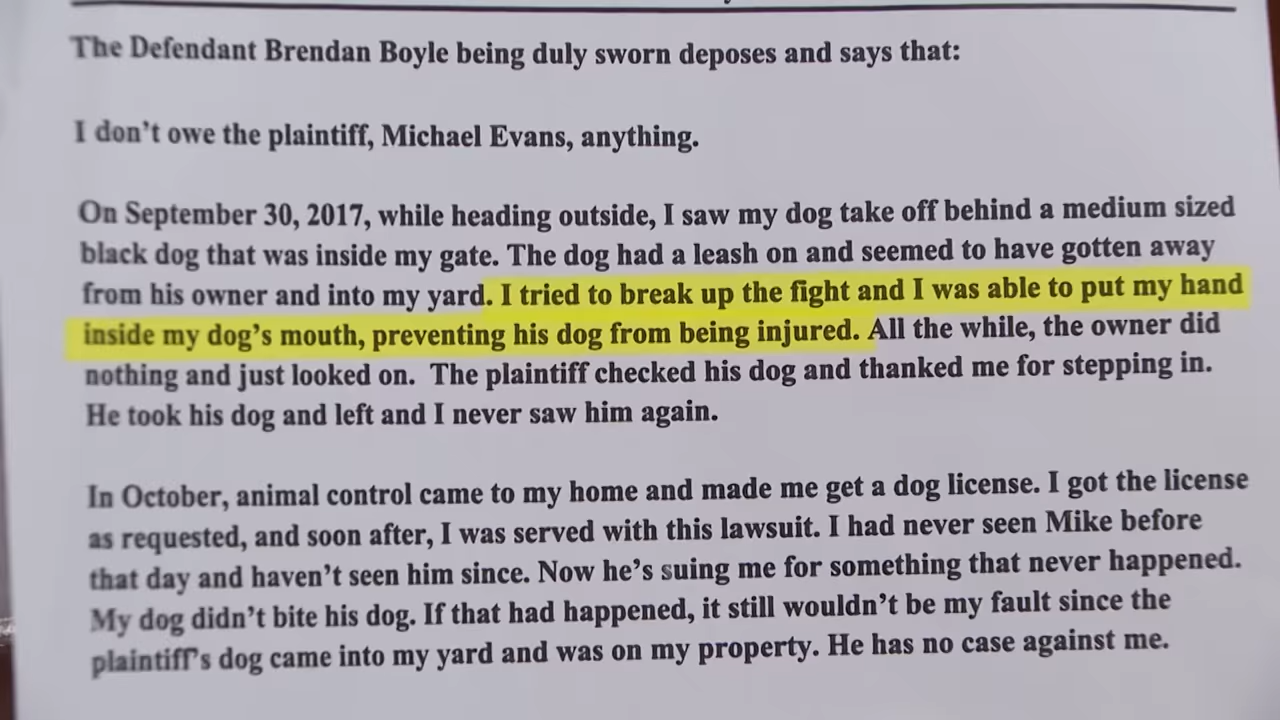 The Defendant Brendan Boyle being duly sworn deposes and says that:
I don't owe the plaintiff, Michael Evans, anything.
On September 30, 2017, while heading outside, I saw my dog take off behind a medium sized
black dog that was inside my gate. The dog had a leash on and seemed to have gotten away
from his owner and into my yard. I tried to break up the fight and I was able to put my hand
inside my dog's mouth, preventing his dog from being injured. All the while, the owner did
nothing and just looked on. The plaintiff checked his dog and thanked me for stepping in.
He took his dog and left and I never saw him again.
In October, animal control came to my home and made me get a dog license. I got the license
as requested, and soon after, I was served with this lawsuit. I had never seen Mike before
that day and haven't seen him since. Now he's suing me for something that never happened.
My dog didn't bite his dog. If that had happened, it still wouldn't be my fault since the
plaintiff's dog came into my yard and was on my property. He has no case against me.